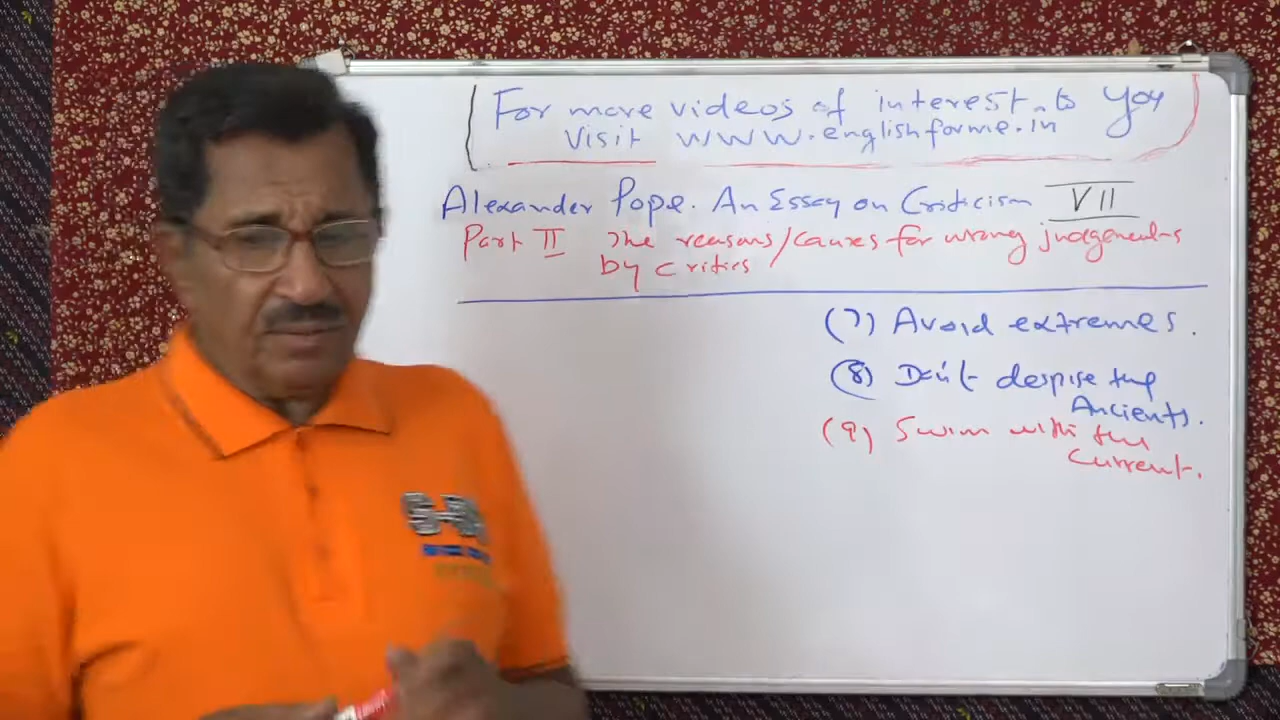 For more videos of interest to you
Visit www.englishforme.in
Alexander Pope. An Essay on Criticism VII
Part II The reasons/causes for wrong judgements
by critics
(7) Avoid extremes.
(8) Don't despise the
Ancients.
(9) Swim with the
Current.